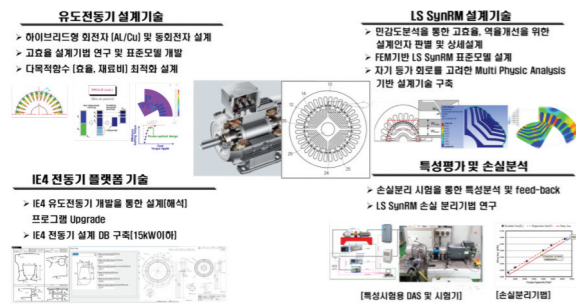 유도전동기 설계기술
➢ 하이브리드형 회전자 [AL/Cu] 및 동회전자 설계
➢ 고효율 설계기법 연구 및 표준모델 개발
➢ 다목적함수 [효율, 재료비] 최적화 설계
LS SynRM 설계기술
➢ 민감도분석을 통한 고효율, 역율개선을 위한
설계인자 판별 및 상세설계
➢ FEM기반 LS SynRM 표준모델 설계
➢ 자기 등가 회로를 고려한 Multi Physic Analysis
기반 설계기술 구축
IE4 전동기 플랫폼 기술
➢ IE4 유도전동기 개발을 통한 설계[해석]
프로그램 Upgrade
➢ IE4 전동기 설계 DB 구축[15kW이하]
특성평가 및 손실분석
➢ 손실분리 시험을 통한 특성분석 및 feed-back
➢ LS SynRM 손실 분리기법 연구
[특성시험용 DAS 및 시험기]
[손실분리기법]